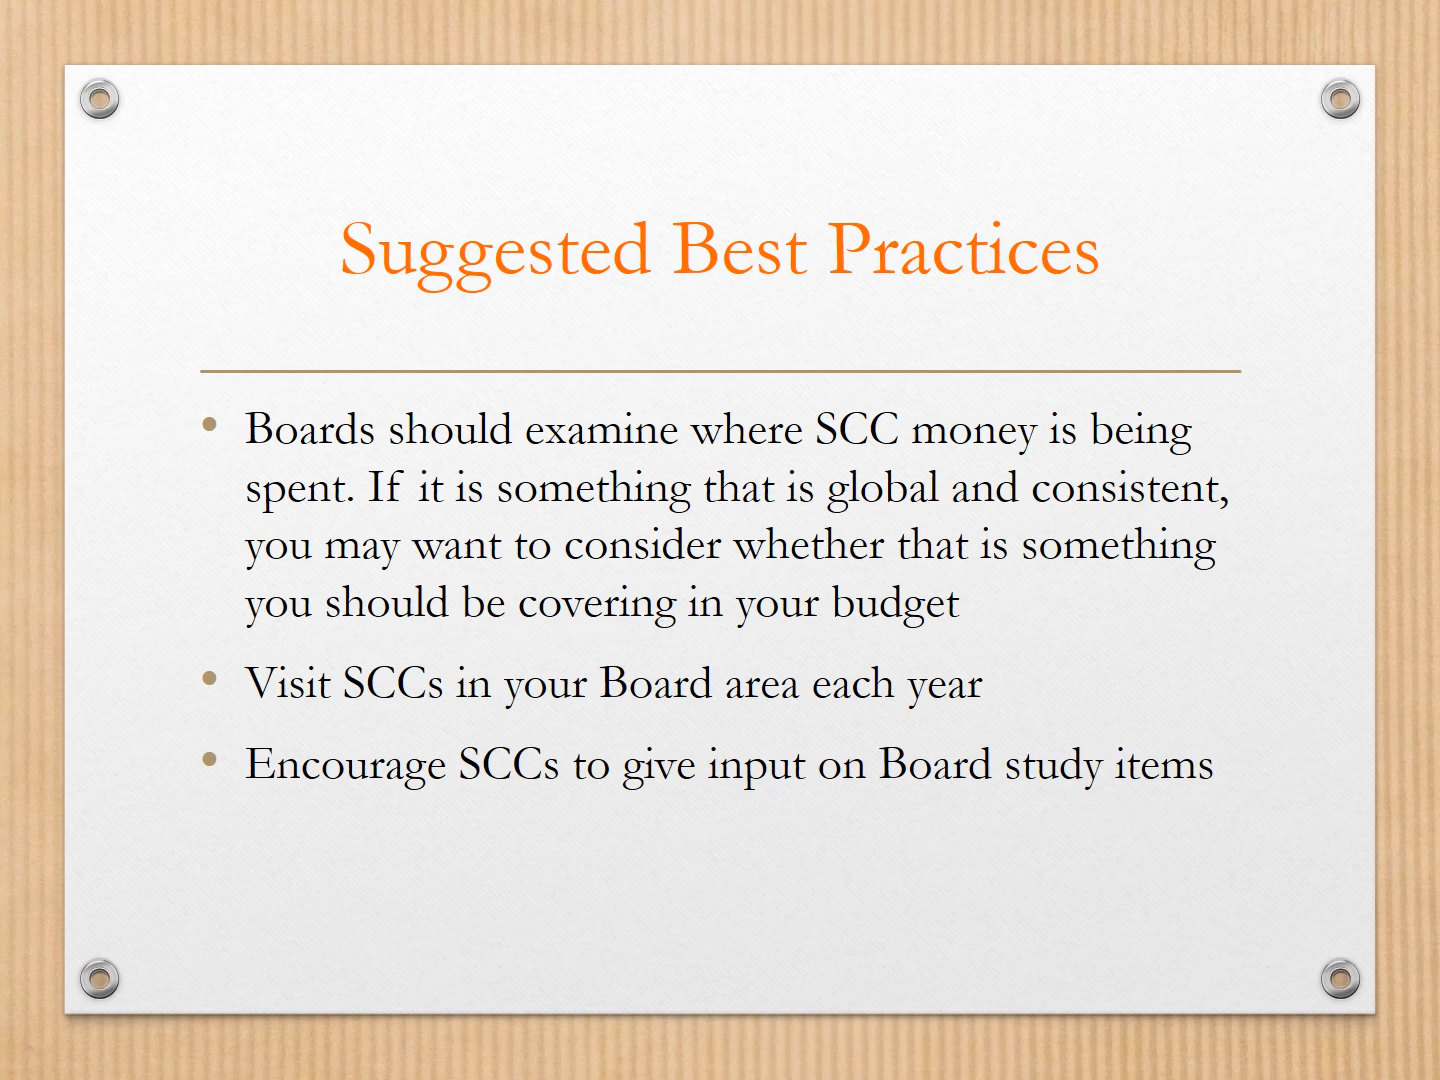 Suggested Best Practices
• Boards should examine where SCC money is being
spent. If it is something that is global and consistent,
you may want to consider whether that is something
you should be covering in your budget
• Visit SCCs in your Board area each year
• Encourage SCCs to give input on Board study items